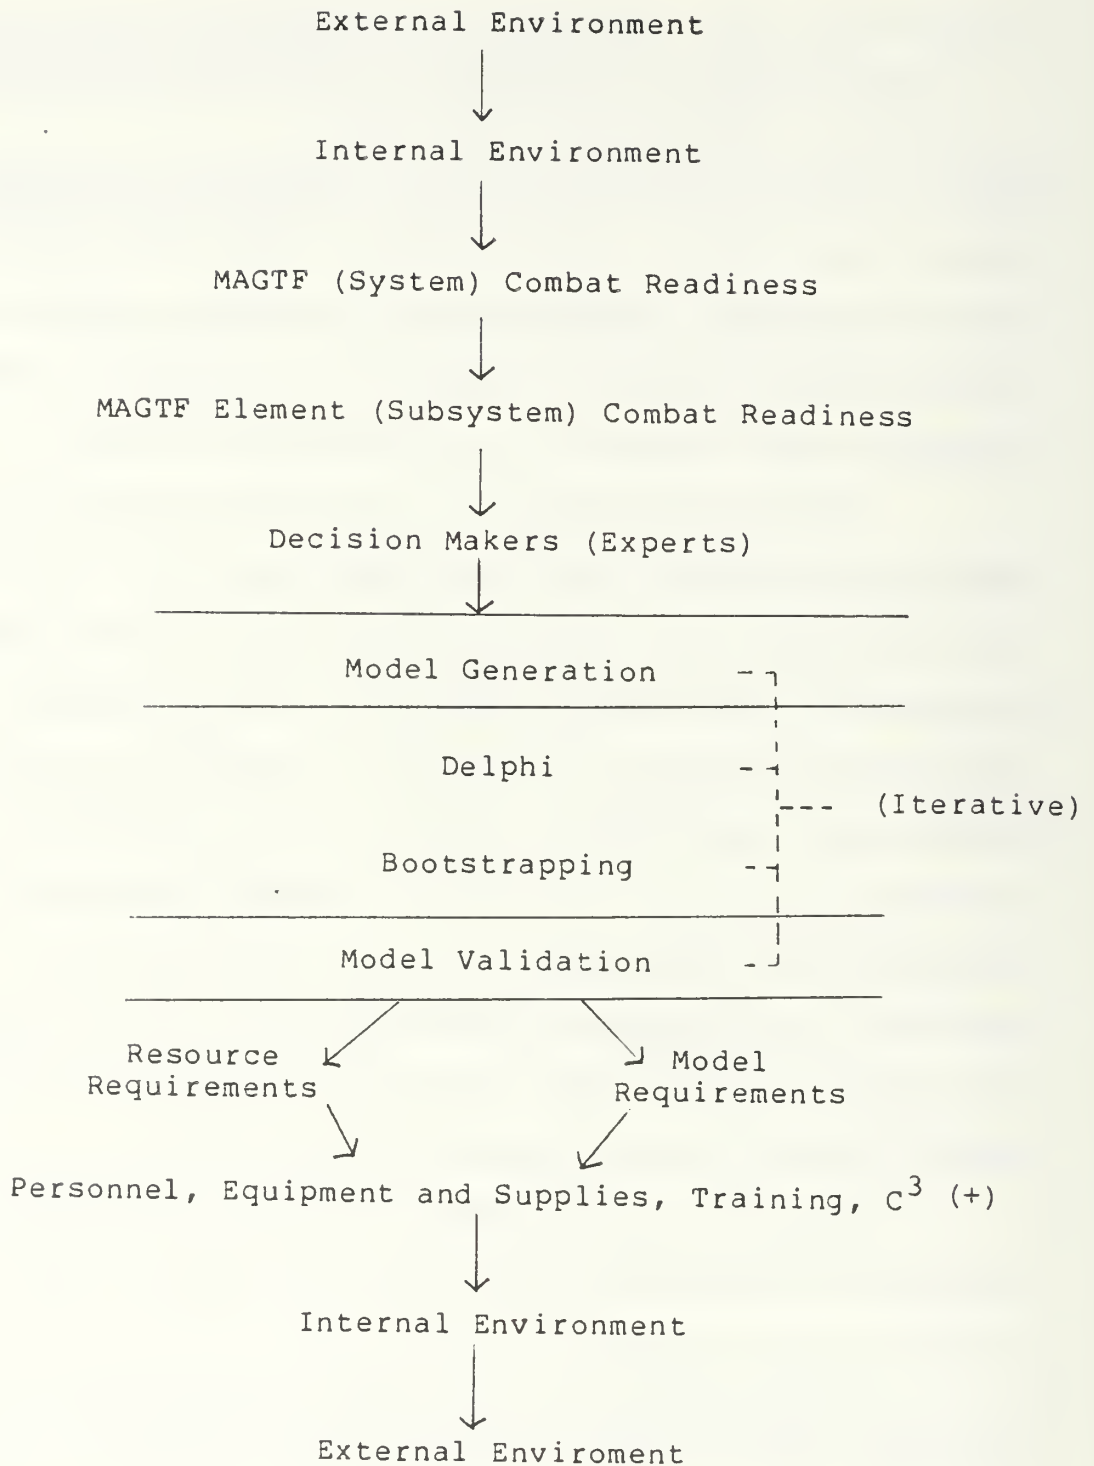 External Environment
Internal Environment
MAGTF (System) Combat Readiness
MAGTF Element (Subsystem) Combat Readiness
Decision Makers (Experts)
Model Generation
Delphi
(Iterative)
Bootstrapping
Model Validation
Resource
Requirements
Model
Requirements
Personnel, Equipment and Supplies, Training, C³ (+)
Internal Environment
External Enviroment